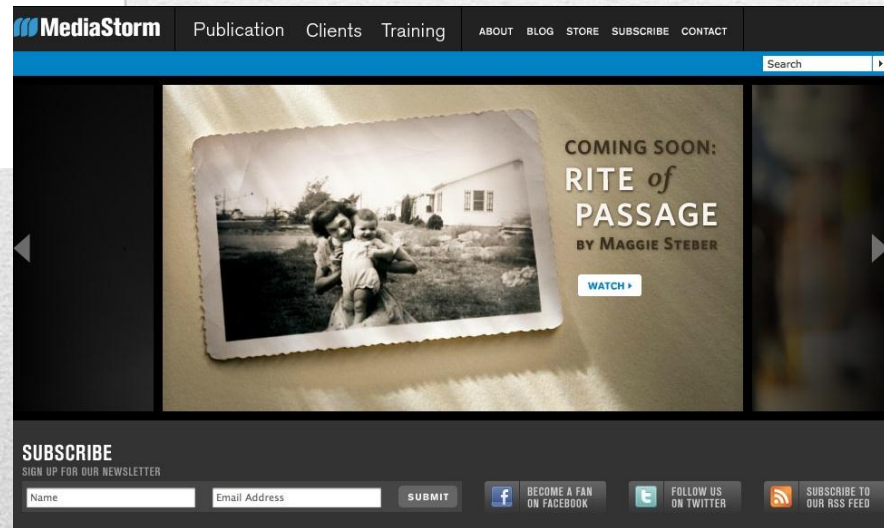 MediaStorm Publication Clients Training ABOUT BLOG STORE SUBSCRIBE CONTACT
Search
COMING SOON:
RITE of
PASSAGE
BY MAGGIE STEBER
WATCH
SUBSCRIBE
SIGN UP FOR OUR NEWSLETTER
Name Email Address SUBMIT
f BECOME A FAN
ON FACEBOOK
t FOLLOW US
ON TWITTER
SUBSCRIBE TO
OUR RSS FEED